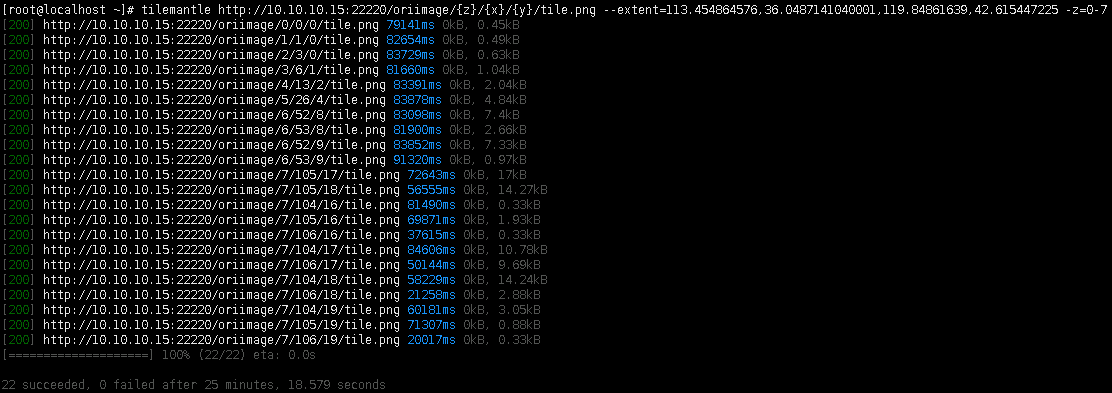 [root@localhost ~]# tilemantle http://10.10.10.15:22220/oriimage/{z}/{x}/{y}/tile.png --extent=113.454864576,36.0487141040001,119.84861639,42.615447225 -z=0-7
[200] http://10.10.10.15:22220/oriimage/0/0/0/tile.png 79141ms 0kB, 0.45kB
[200] http://10.10.10.15:22220/oriimage/1/1/0/tile.png 82654ms 0kB, 0.49kB
[200] http://10.10.10.15:22220/oriimage/2/3/0/tile.png 83729ms 0kB, 0.63kB
[200] http://10.10.10.15:22220/oriimage/3/6/1/tile.png 81660ms 0kB, 1.04kB
[200] http://10.10.10.15:22220/oriimage/4/13/2/tile.png 83391ms 0kB, 2.04kB
[200] http://10.10.10.15:22220/oriimage/5/26/4/tile.png 83878ms 0kB, 4.84kB
[200] http://10.10.10.15:22220/oriimage/6/52/8/tile.png 83098ms 0kB, 7.4kB
[200] http://10.10.10.15:22220/oriimage/6/53/8/tile.png 81900ms 0kB, 2.66kB
[200] http://10.10.10.15:22220/oriimage/6/52/9/tile.png 83852ms 0kB, 7.33kB
[200] http://10.10.10.15:22220/oriimage/6/53/9/tile.png 91320ms 0kB, 0.97kB
[200] http://10.10.10.15:22220/oriimage/7/105/17/tile.png 72643ms 0kB, 17kB
[200] http://10.10.10.15:22220/oriimage/7/105/18/tile.png 56555ms 0kB, 14.27kB
[200] http://10.10.10.15:22220/oriimage/7/104/16/tile.png 81490ms 0kB, 0.33kB
[200] http://10.10.10.15:22220/oriimage/7/105/16/tile.png 69871ms 0kB, 1.93kB
[200] http://10.10.10.15:22220/oriimage/7/106/16/tile.png 37615ms 0kB, 0.33kB
[200] http://10.10.10.15:22220/oriimage/7/104/17/tile.png 84606ms 0kB, 10.78kB
[200] http://10.10.10.15:22220/oriimage/7/106/17/tile.png 50144ms 0kB, 9.69kB
[200] http://10.10.10.15:22220/oriimage/7/104/18/tile.png 58229ms 0kB, 14.24kB
[200] http://10.10.10.15:22220/oriimage/7/106/18/tile.png 21258ms 0kB, 2.89kB
[200] http://10.10.10.15:22220/oriimage/7/104/19/tile.png 60181ms 0kB, 3.05kB
[200] http://10.10.10.15:22220/oriimage/7/105/19/tile.png 71307ms 0kB, 0.88kB
[200] http://10.10.10.15:22220/oriimage/7/106/19/tile.png 20017ms 0kB, 0.33kB
[====================] 100% (22/22) eta: 0.0s
22 succeeded, 0 failed after 25 minutes, 18.579 seconds